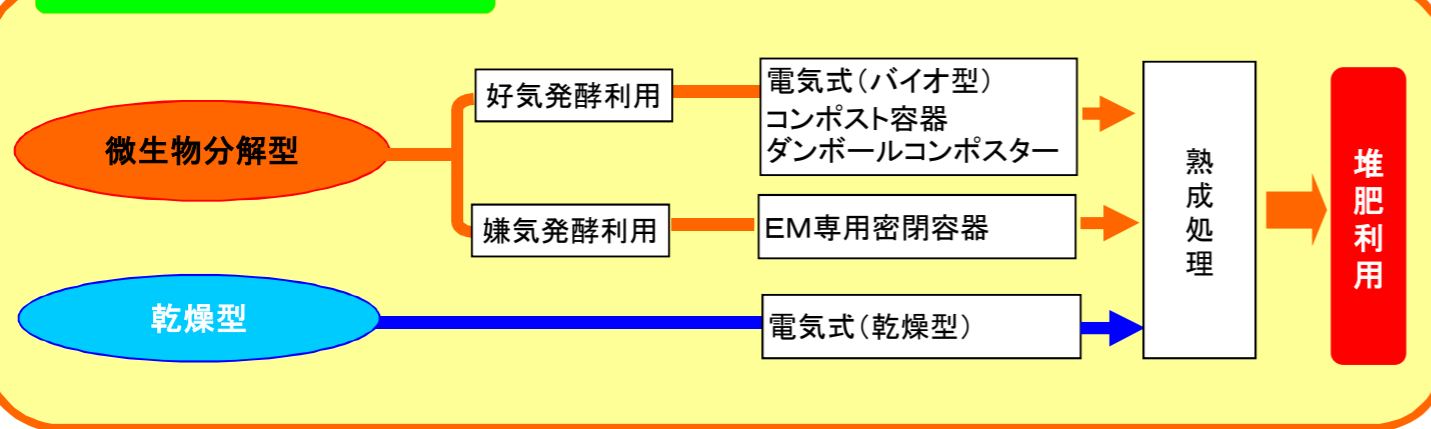 微生物分解型
好気発酵利用
電気式(バイオ型)
コンポスト容器
ダンボールコンポスター
嫌気発酵利用
EM専用密閉容器
乾燥型
電気式(乾燥型)
熟成処理
堆肥利用